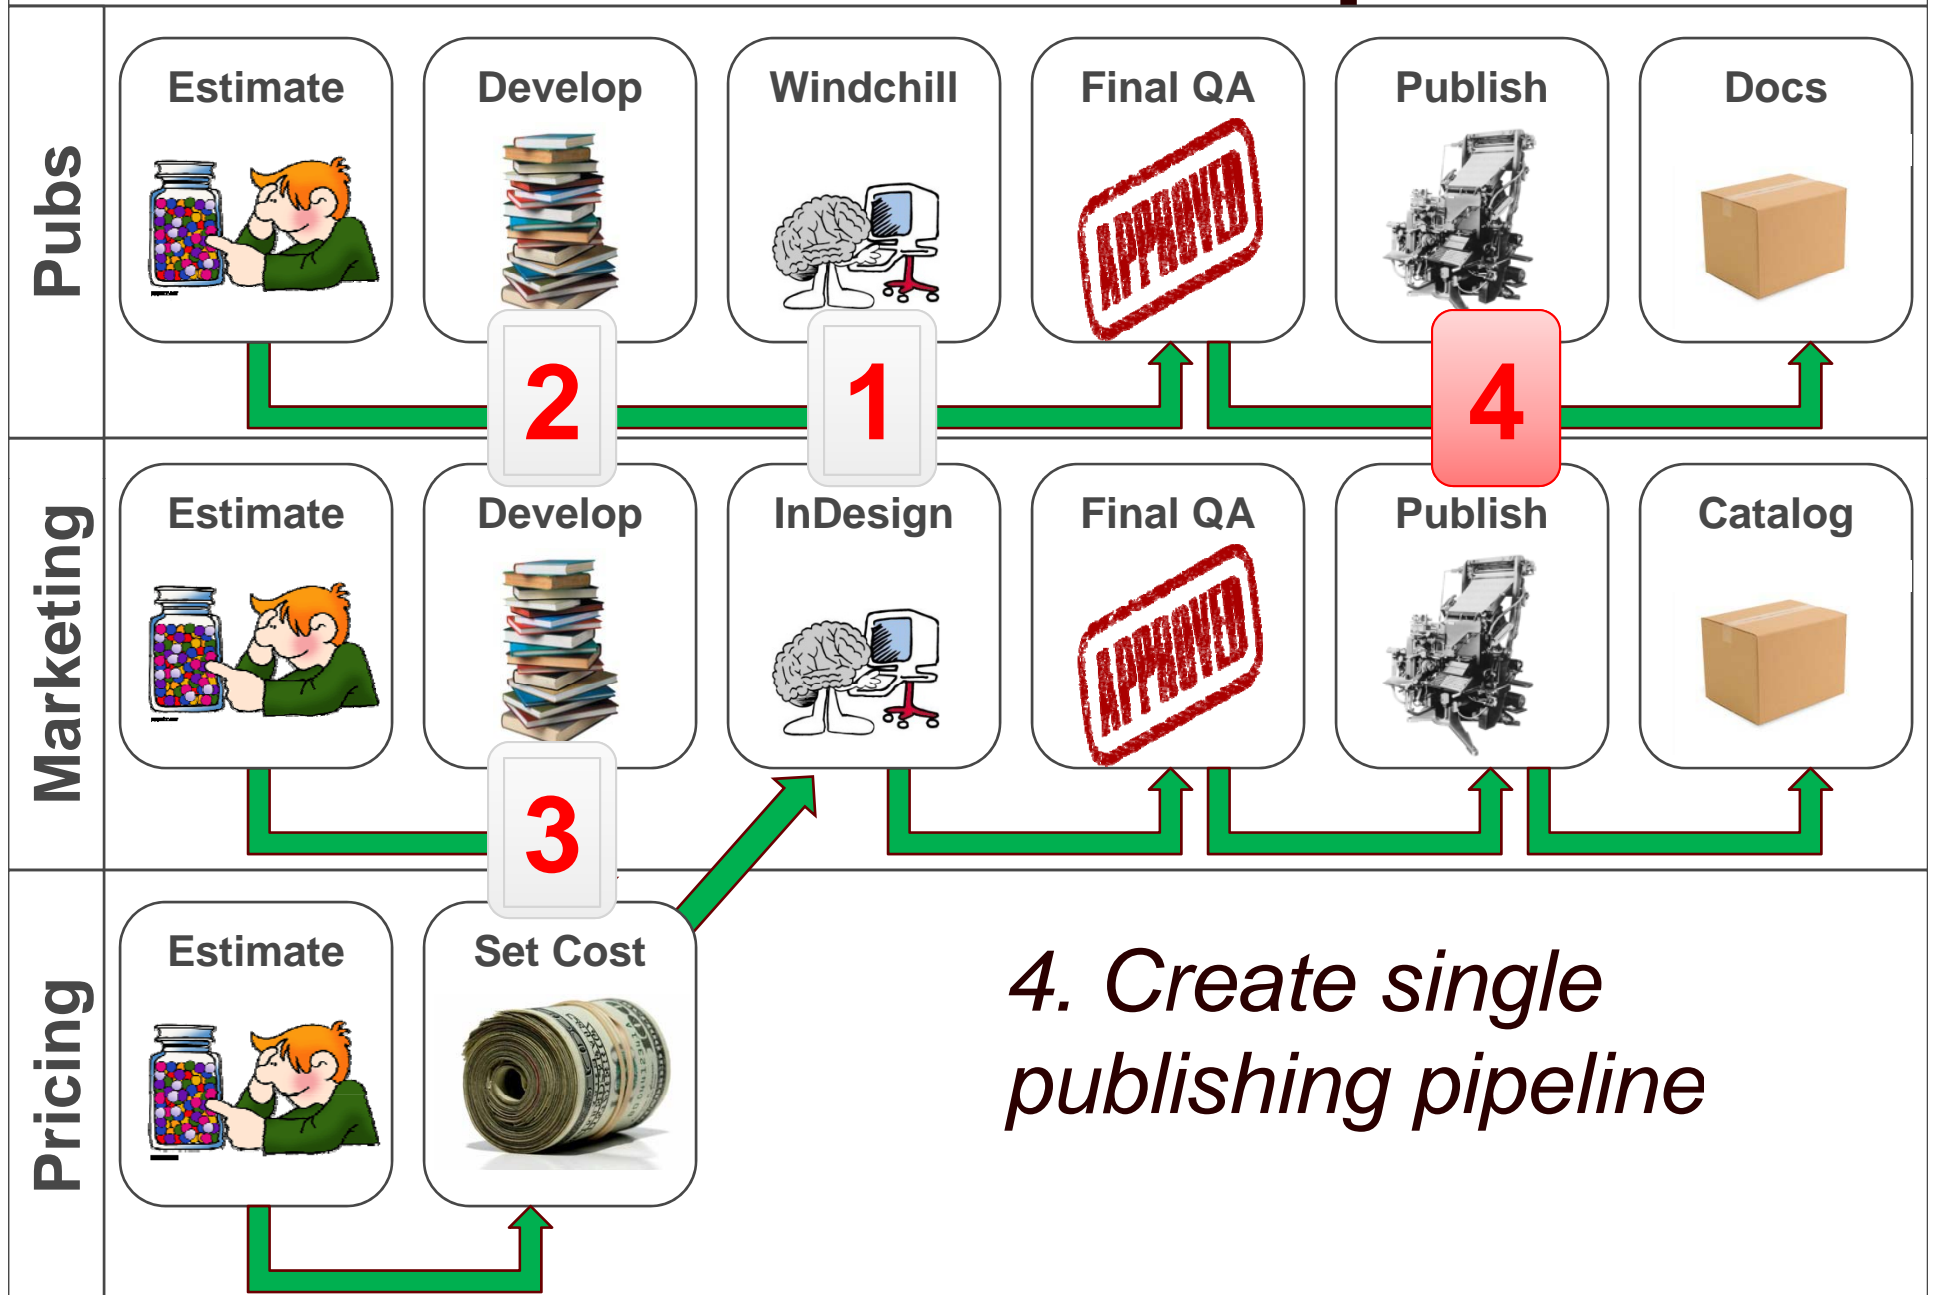 Pubs
Estimate
Develop
Windchill
Final QA
Publish
Docs
APPROVED
2
1
4
Marketing
Estimate
Develop
InDesign
Final QA
Publish
Catalog
APPROVED
3
Pricing
Estimate
Set Cost
4. Create single
publishing pipeline